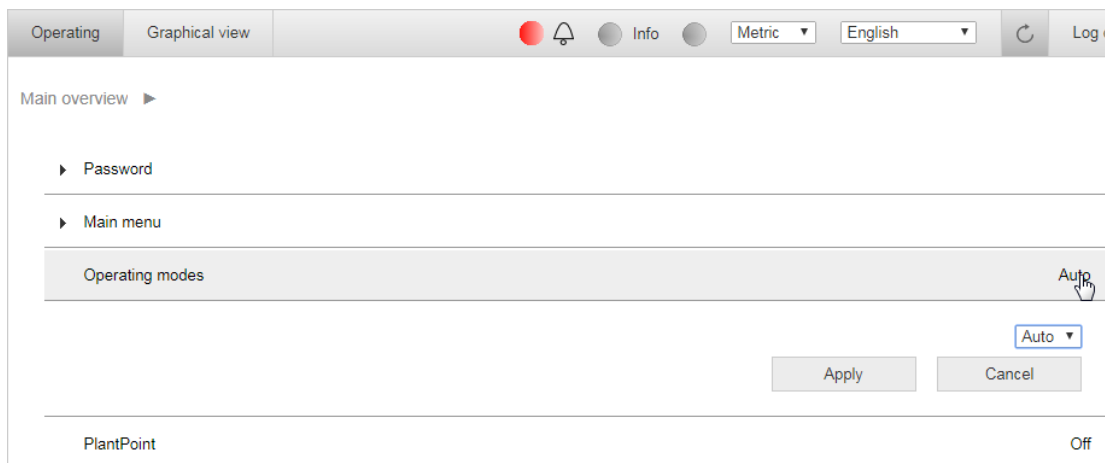 Operating Graphical view Info Metric English Log
Main overview
Password
Main menu
Operating modes Auto
Auto
Apply Cancel
PlantPoint Off